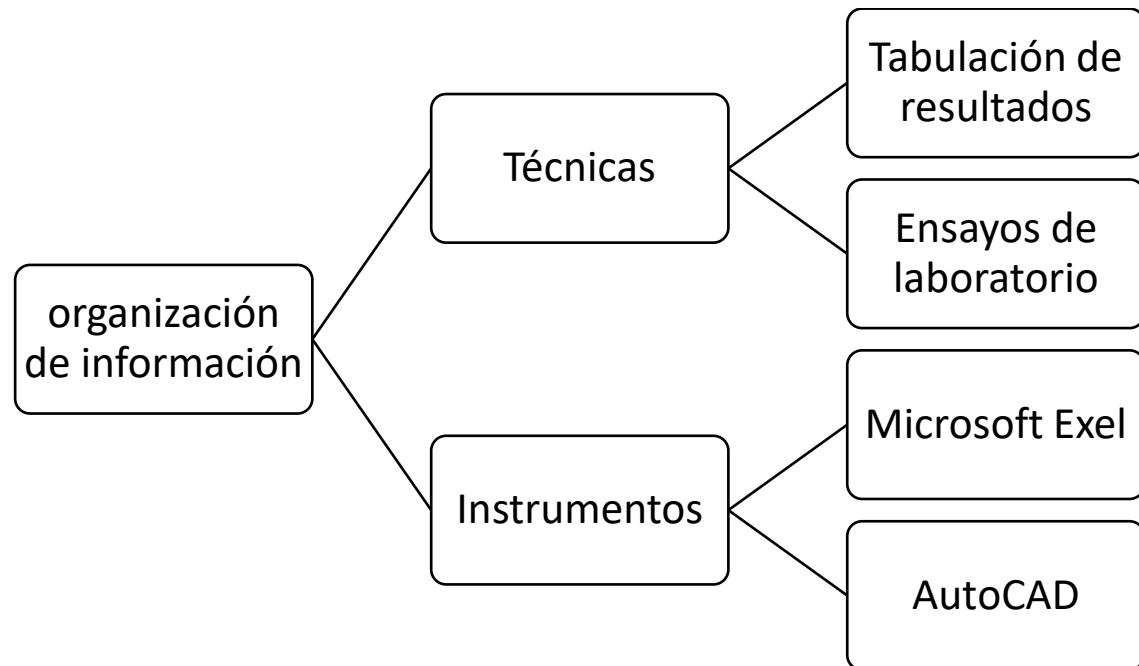 organización
de información
Técnicas
Tabulación de
resultados
Ensayos de
laboratorio
Instrumentos
Microsoft Exel
AutoCAD